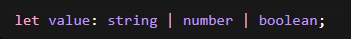 let value: string | number | boolean;